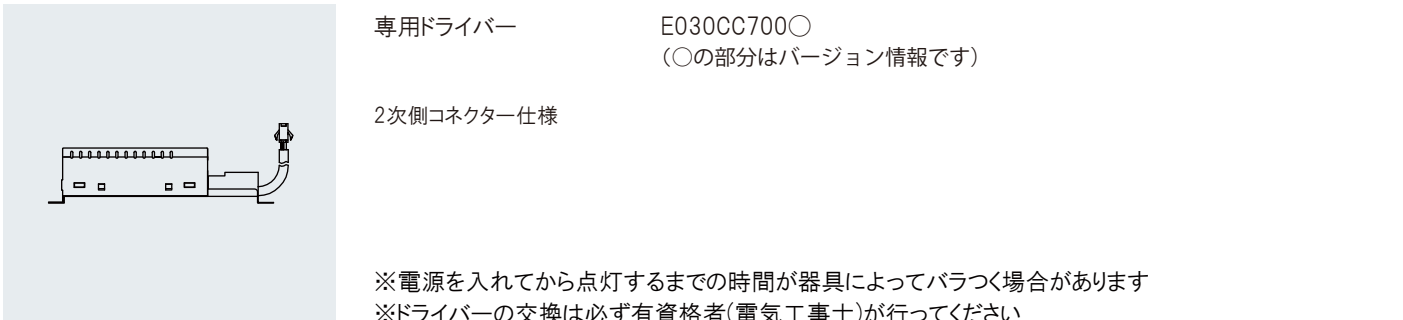 専用ドライバー E030CC700○
(○の部分はバージョン情報です)
2次側コネクター仕様
※電源を入れてから点灯するまでの時間が器具によってバラつく場合があります
※ドライバーの交換は必ず有資格者(電気工事士)が行ってください